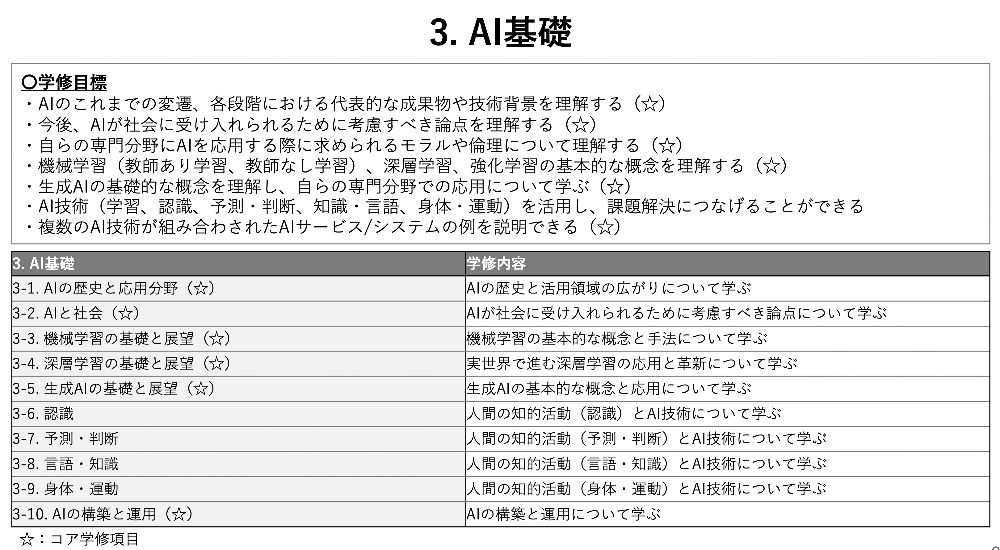 3. AI基礎
〇学修目標
・AIのこれまでの変遷、各段階における代表的な成果物や技術背景を理解する（☆）
・今後、AIが社会に受け入れられるために考慮すべき論点を理解する（☆）
・自らの専門分野にAIを応用する際に求められるモラルや倫理について理解する（☆）
・機械学習（教師あり学習、教師なし学習）、深層学習、強化学習の基本的な概念を理解する（☆）
・生成AIの基礎的な概念を理解し、自らの専門分野での応用について学ぶ（☆）
・AI技術（学習、認識、予測・判断、知識・言語、身体・運動）を活用し、課題解決につなげることができる
・複数のAI技術が組み合わされたAIサービス/システムの例を説明できる（☆）
3. AI基礎 学修内容
3-1. AIの歴史と応用分野（☆） AIの歴史と活用領域の広がりについて学ぶ
3-2. AIと社会（☆） AIが社会に受け入れられるために考慮すべき論点について学ぶ
3-3. 機械学習の基礎と展望（☆） 機械学習の基本的な概念と手法について学ぶ
3-4. 深層学習の基礎と展望（☆） 実世界で進む深層学習の応用と革新について学ぶ
3-5. 生成AIの基礎と展望（☆） 生成AIの基本的な概念と応用について学ぶ
3-6. 認識 人間の知的活動（認識）とAI技術について学ぶ
3-7. 予測・判断 人間の知的活動（予測・判断）とAI技術について学ぶ
3-8. 言語・知識 人間の知的活動（言語・知識）とAI技術について学ぶ
3-9. 身体・運動 人間の知的活動（身体・運動）とAI技術について学ぶ
3-10. AIの構築と運用（☆） AIの構築と運用について学ぶ
☆：コア学修項目